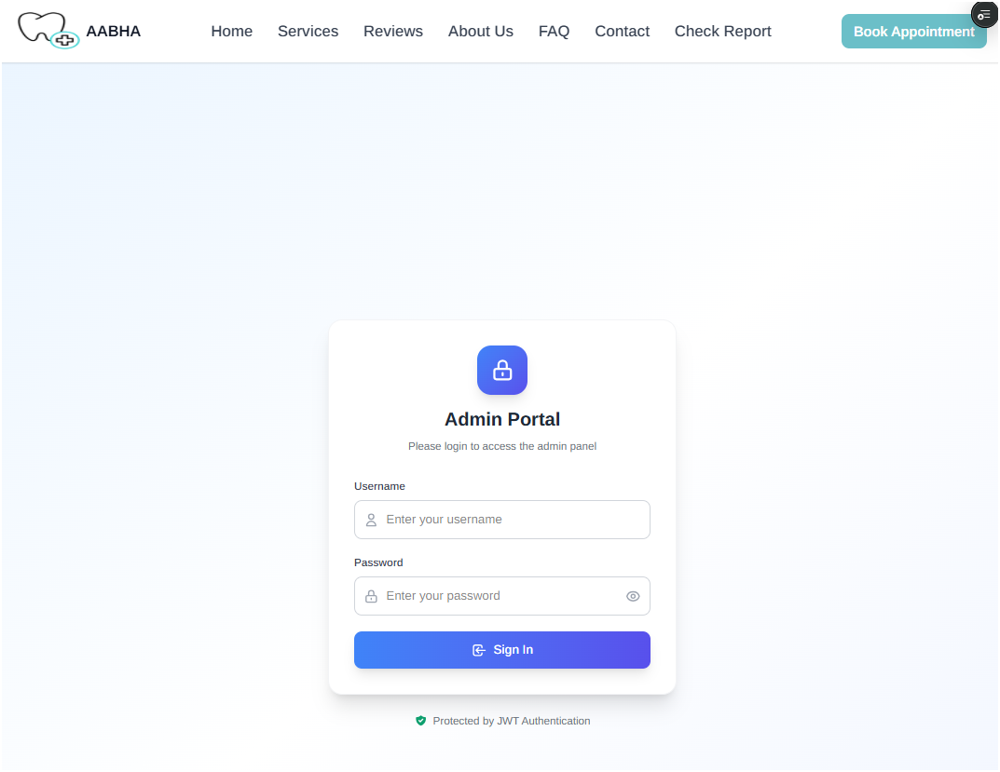 AABHA
Home Services Reviews About Us FAQ Contact Check Report
Book Appointment
Admin Portal
Please login to access the admin panel
Username
Enter your username
Password
Enter your password
Sign In
Protected by JWT Authentication